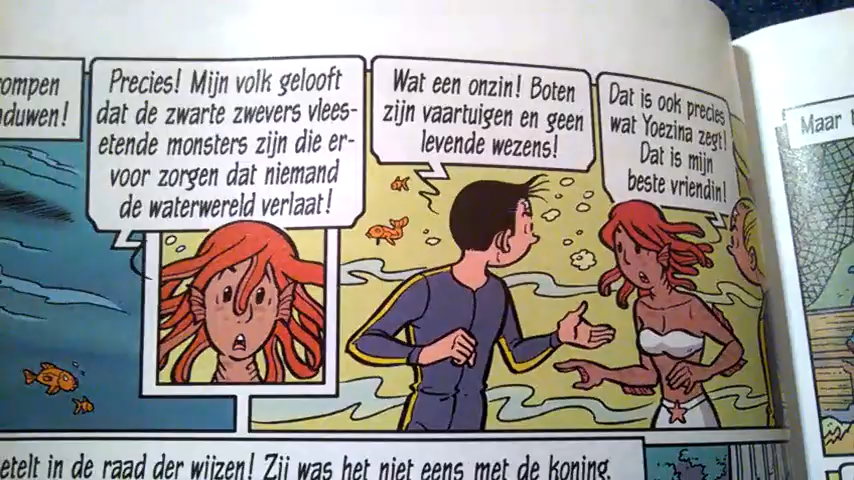 ompen
duwen!
Precies! Mijn volk gelooft
dat de zwarte zwevers vlees-
etende monsters zijn die er-
voor zorgen dat niemand
de waterwereld verlaat!
Wat een onzin! Boten
zijn vaartuigen en geen
levende wezens!
Dat is ook precies
wat Yoezina zegt!
Dat is mijn
beste vriendin!
Maar
etelt in de raad der wijzen! Zij was het niet eens met de koning.